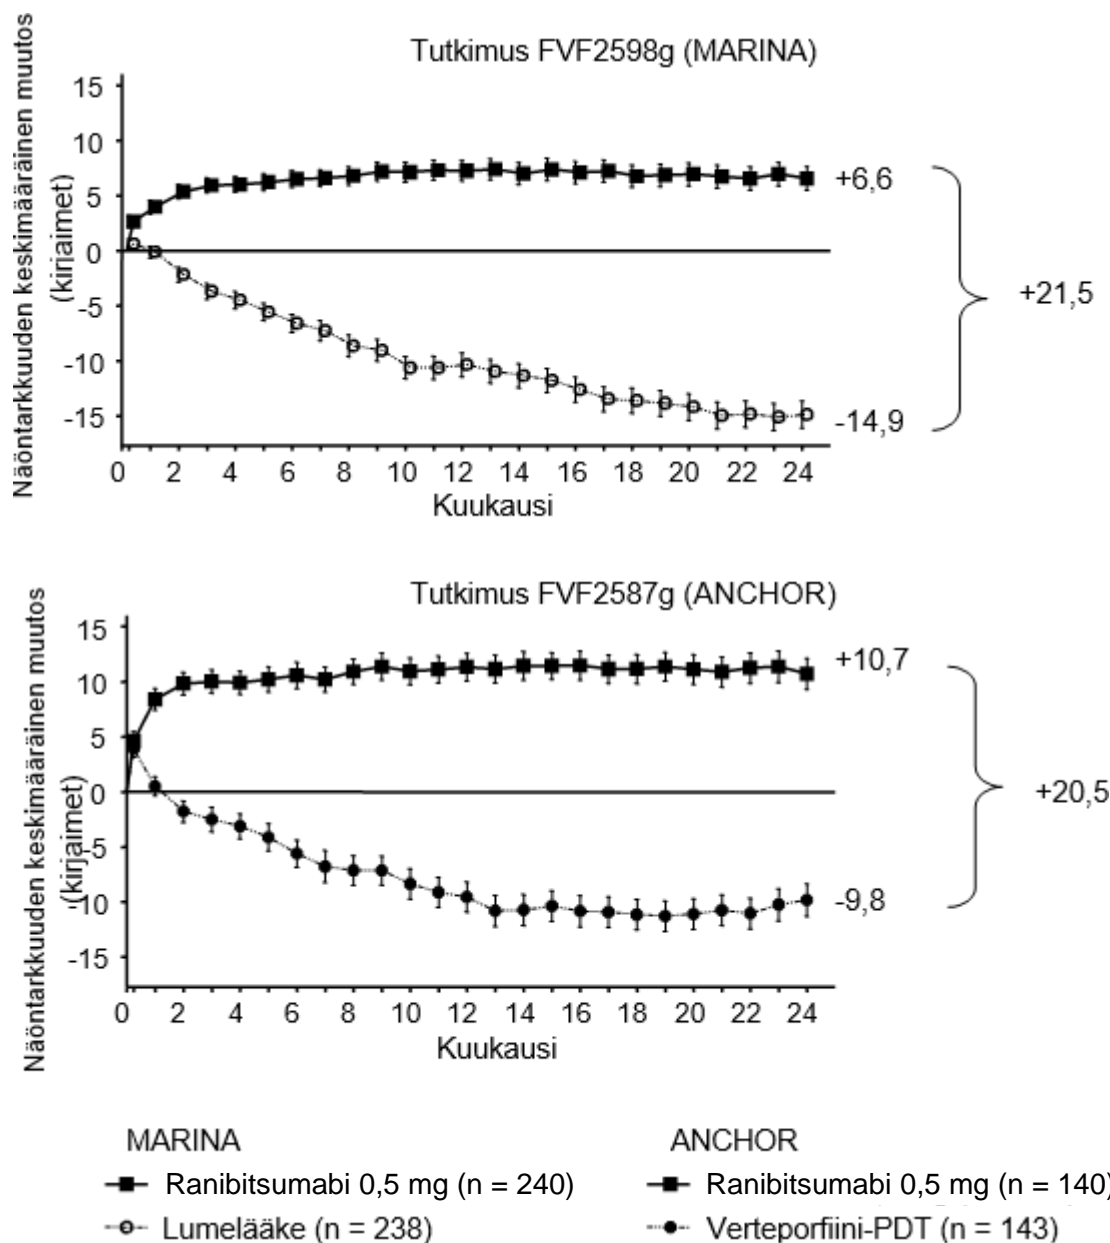 Tutkimus FVF2598g (MARINA)
Näöntarkkuuden keskimääräinen muutos
(kirjaimet)
15
10
5
0
-5
-10
-15
+6,6
-14,9
+21,5
0 2 4 6 8 10 12 14 16 18 20 22 24
Kuukausi
Tutkimus FVF2587g (ANCHOR)
Näöntarkkuuden keskimääräinen muutos
(kirjaimet)
15
10
5
0
-5
-10
-15
+10,7
-9,8
+20,5
0 2 4 6 8 10 12 14 16 18 20 22 24
Kuukausi
MARINA
Ranibitsumabi 0,5 mg (n = 240)
Lumelääke (n = 238)
ANCHOR
Ranibitsumabi 0,5 mg (n = 140)
Verteporfiini-PDT (n = 143)